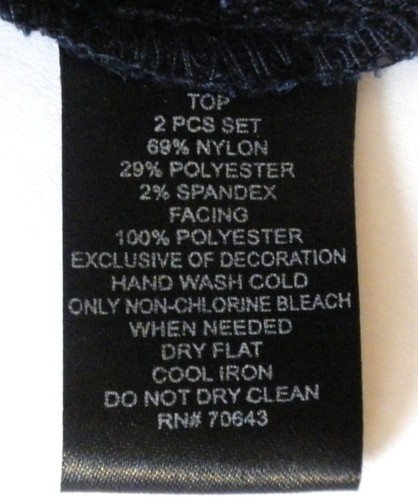 TOP
2 PCS SET
69% NYLON
29% POLYESTER
2% SPANDEX
FACING
100% POLYESTER
EXCLUSIVE OF DECORATION
HAND WASH COLD
ONLY NON-CHLORINE BLEACH
WHEN NEEDED
DRY FLAT
COOL IRON
DO NOT DRY CLEAN
RN# 70643